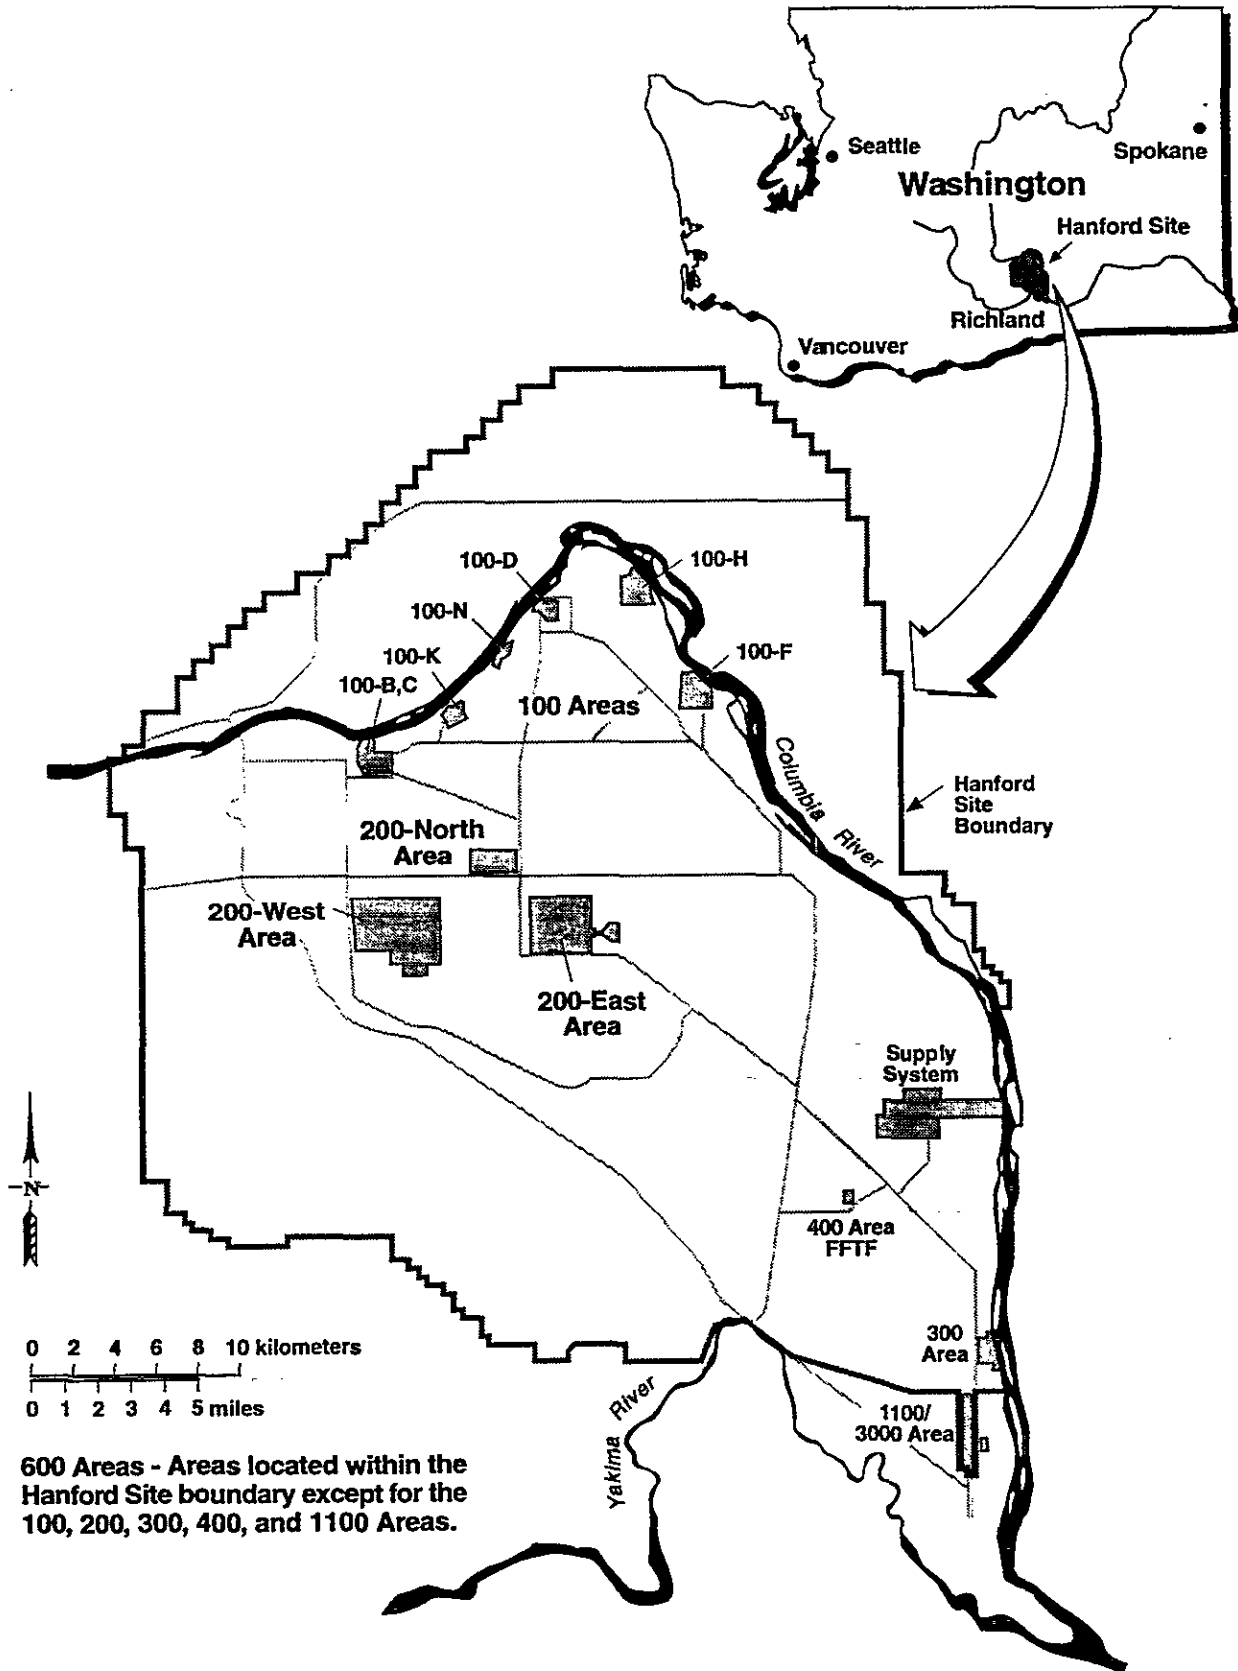 Seattle
Spokane
Washington
Hanford Site
Richland
Vancouver
100-D
100-H
100-N
100-K
100-F
100-B,C
100 Areas
Columbia River
Hanford
Site
Boundary
200-North
Area
200-West
Area
200-East
Area
Supply
System
N
400 Area
FFTF
300
Area
0 2 4 6 8 10 kilometers
0 1 2 3 4 5 miles
Yakima River
1100/
3000 Area
600 Areas - Areas located within the
Hanford Site boundary except for the
100, 200, 300, 400, and 1100 Areas.